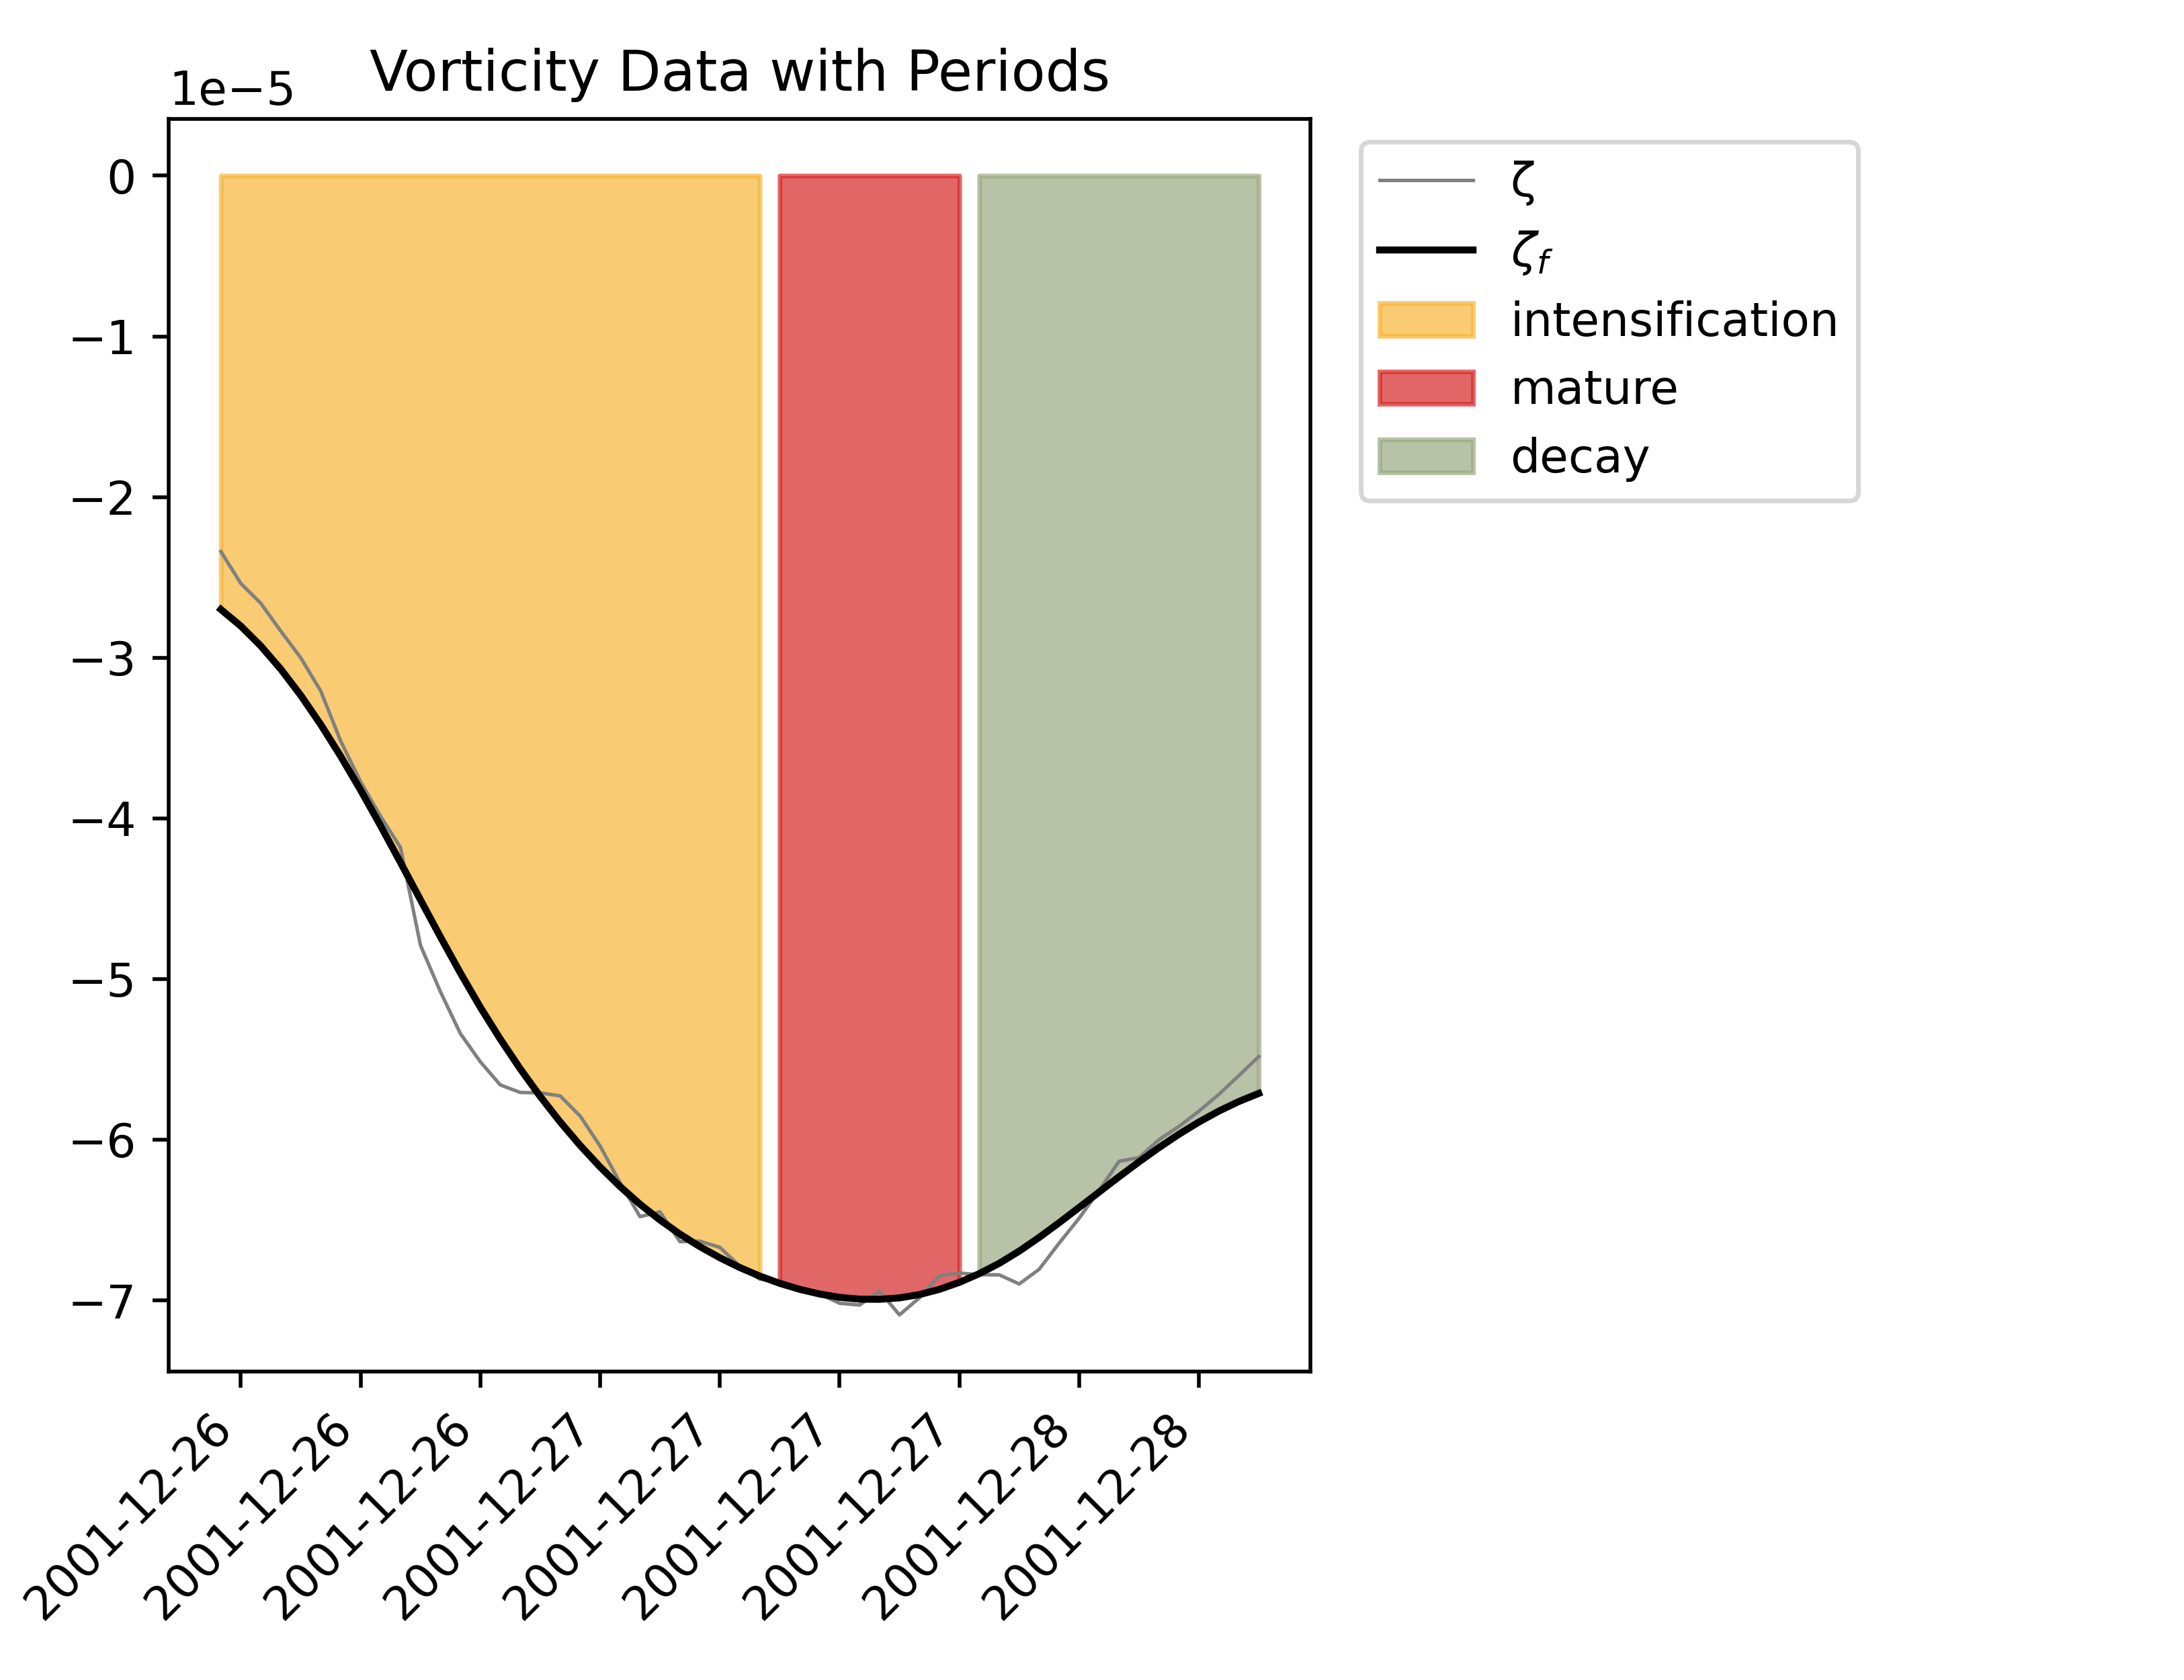 Vorticity Data with Periods
1e−5
0
−1
−2
−3
−4
−5
−6
−7
2001-12-26
2001-12-26
2001-12-26
2001-12-27
2001-12-27
2001-12-27
2001-12-27
2001-12-28
2001-12-28
ζ
ζf
intensification
mature
decay